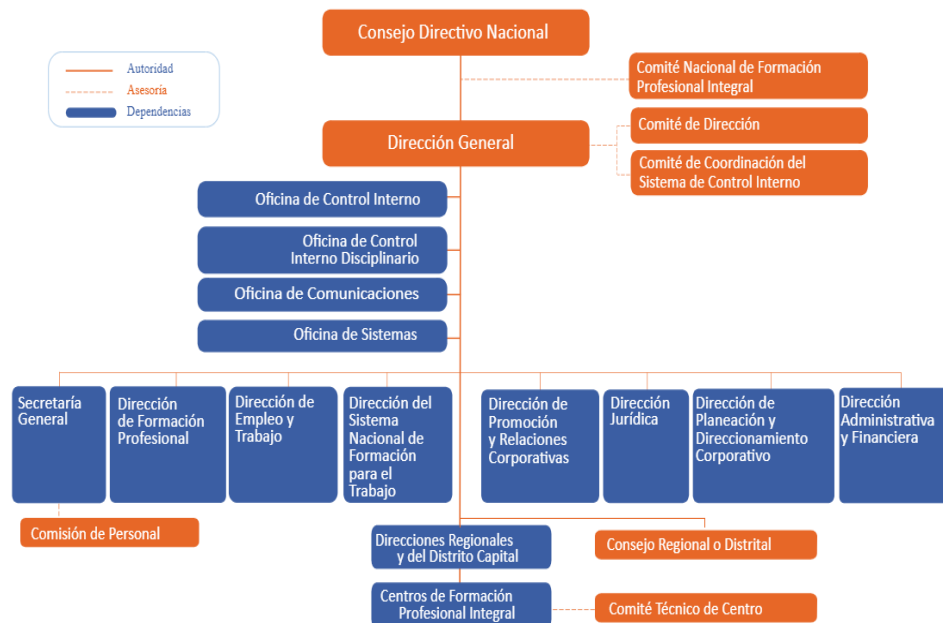 Consejo Directivo Nacional
Autoridad
Asesoría
Dependencias
Comité Nacional de Formación
Profesional Integral
Dirección General
Comité de Dirección
Comité de Coordinación del
Sistema de Control Interno
Oficina de Control Interno
Oficina de Control
Interno Disciplinario
Oficina de Comunicaciones
Oficina de Sistemas
Secretaría
General
Dirección
de Formación
Profesional
Dirección de
Empleo y
Trabajo
Dirección del
Sistema
Nacional de
Formación
para el
Trabajo
Dirección de
Promoción
y Relaciones
Corporativas
Dirección
Jurídica
Dirección de
Planeación y
Direccionamiento
Corporativo
Dirección
Administrativa
y Financiera
Comisión de Personal
Direcciones Regionales
y del Distrito Capital
Consejo Regional o Distrital
Centros de Formación
Profesional Integral
Comité Técnico de Centro